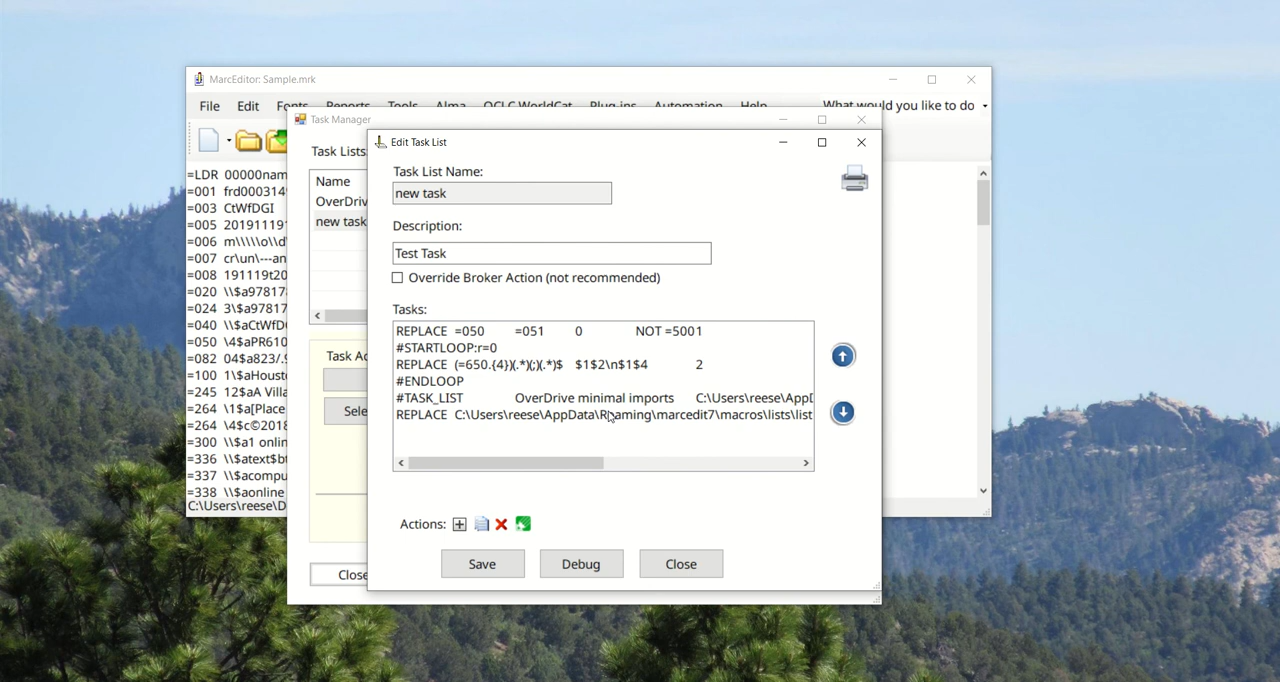 MarcEditor: Sample.mrk
File Edit Fonts Reports Tools Alma OCLC WorldCat Plug-ins Automation Help What would you like to do
=LDR 00000nam
=001 frd000314
=003 CtWfDGI
=005 20191119
=006 m\\\\\o\\d
=007 cr\un\---an
=008 191119t20
=020 \\$a97817
=024 3\$a97817
=040 \\$aCtWfD
=050 \4$aPR610
=082 04$a823/.9
=100 1\$aHoust
=245 12$aA Villa
=264 \1$a[Place
=264 \4$c©2018
=300 \\$a1 onlin
=336 \\$atext$bt
=337 \\$acompu
=338 \\$aonline
C:\Users\reese\D
Task Manager
Task Lists:
Name
OverDriv
new task
Task Ac
Sele
Close
Edit Task List
Task List Name:
new task
Description:
Test Task
Override Broker Action (not recommended)
Tasks:
REPLACE =050 =051 0 NOT =5001
#STARTLOOP:r=0
REPLACE (=650.{4})(.*)(;)(.*)$ $1$2\n$1$4 2
#ENDLOOP
#TASK_LIST OverDrive minimal imports C:\Users\reese\AppD
REPLACE C:\Users\reese\AppData\Roaming\marcedit7\macros\lists\list
Actions:
Save Debug Close